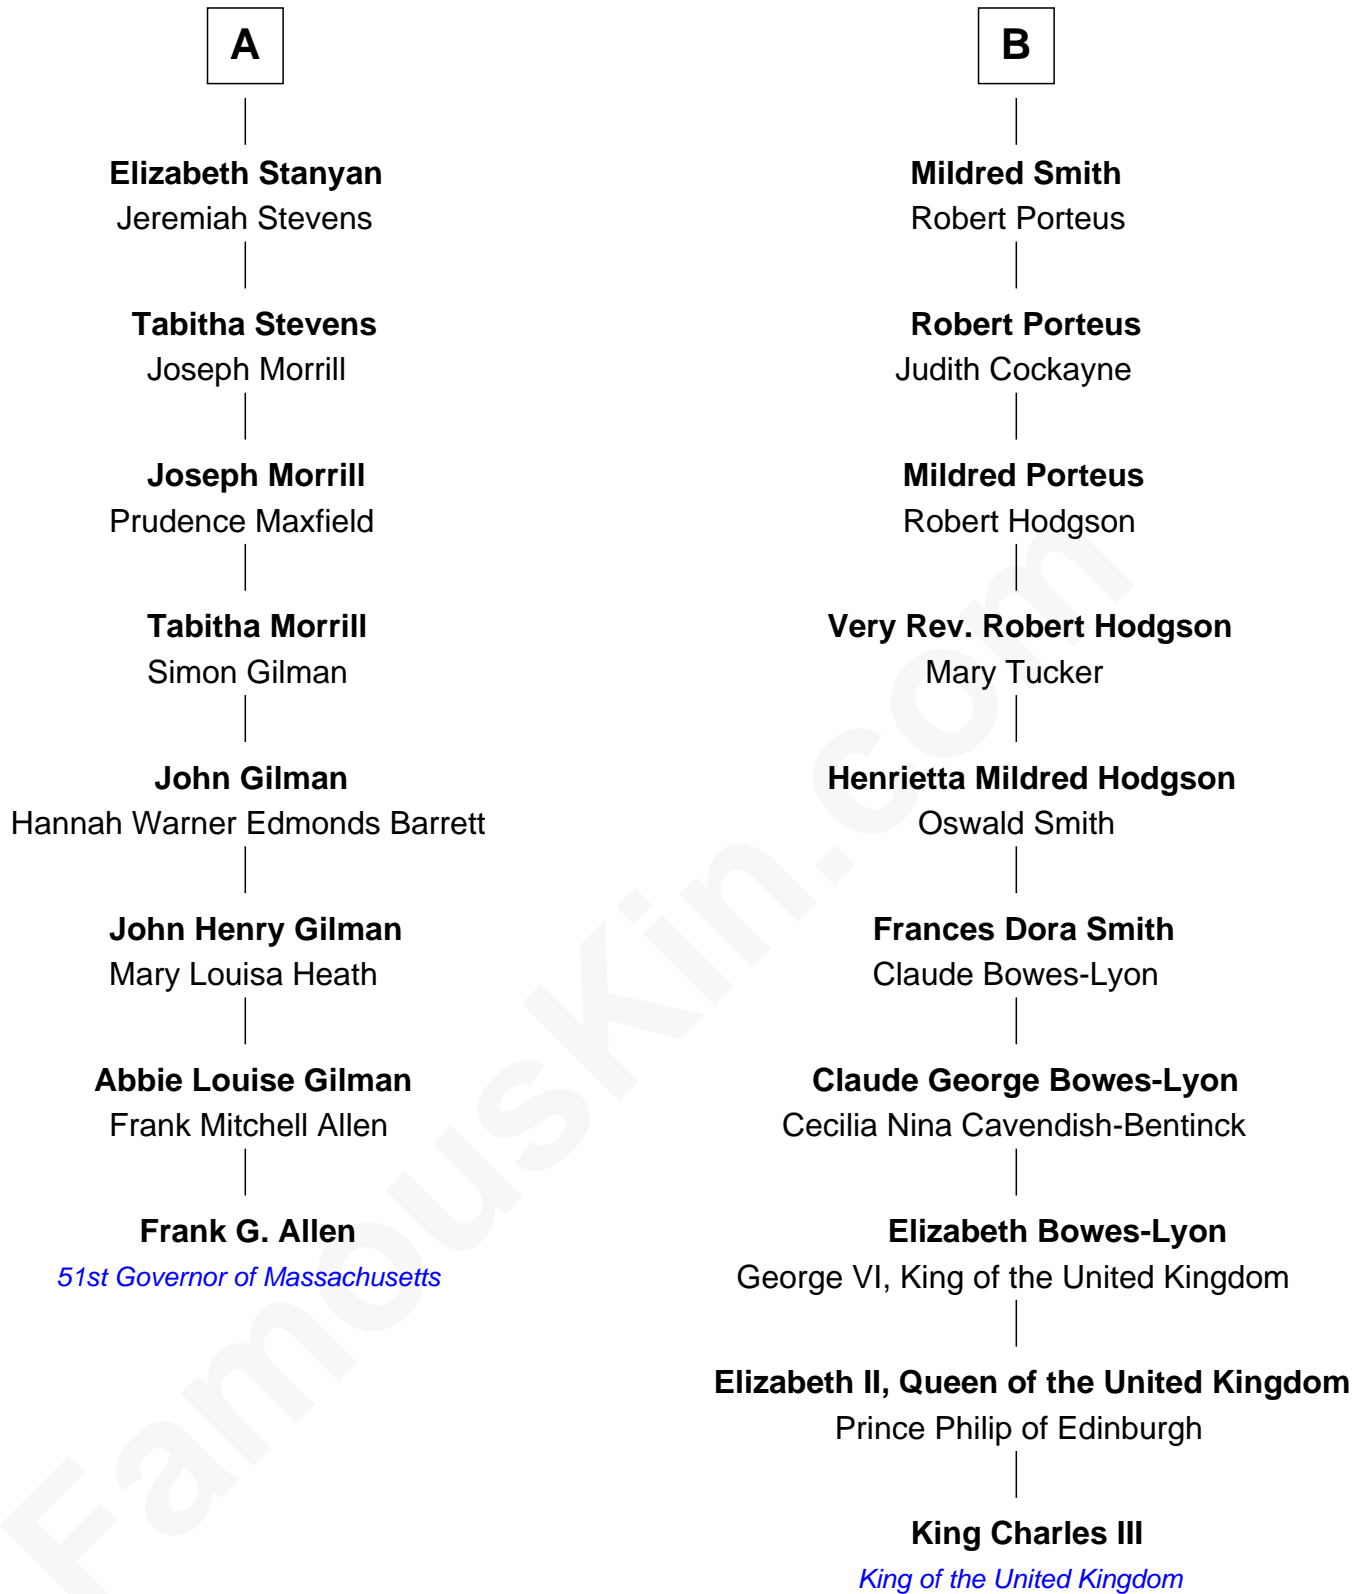 A
Elizabeth Stanyan
Jeremiah Stevens
Tabitha Stevens
Joseph Morrill
Joseph Morrill
Prudence Maxfield
Tabitha Morrill
Simon Gilman
John Gilman
Hannah Warner Edmonds Barrett
John Henry Gilman
Mary Louisa Heath
Abbie Louise Gilman
Frank Mitchell Allen
Frank G. Allen
51st Governor of Massachusetts
B
Mildred Smith
Robert Porteus
Robert Porteus
Judith Cockayne
Mildred Porteus
Robert Hodgson
Very Rev. Robert Hodgson
Mary Tucker
Henrietta Mildred Hodgson
Oswald Smith
Frances Dora Smith
Claude Bowes-Lyon
Claude George Bowes-Lyon
Cecilia Nina Cavendish-Bentinck
Elizabeth Bowes-Lyon
George VI, King of the United Kingdom
Elizabeth II, Queen of the United Kingdom
Prince Philip of Edinburgh
King Charles III
King of the United Kingdom
FamousKin.com